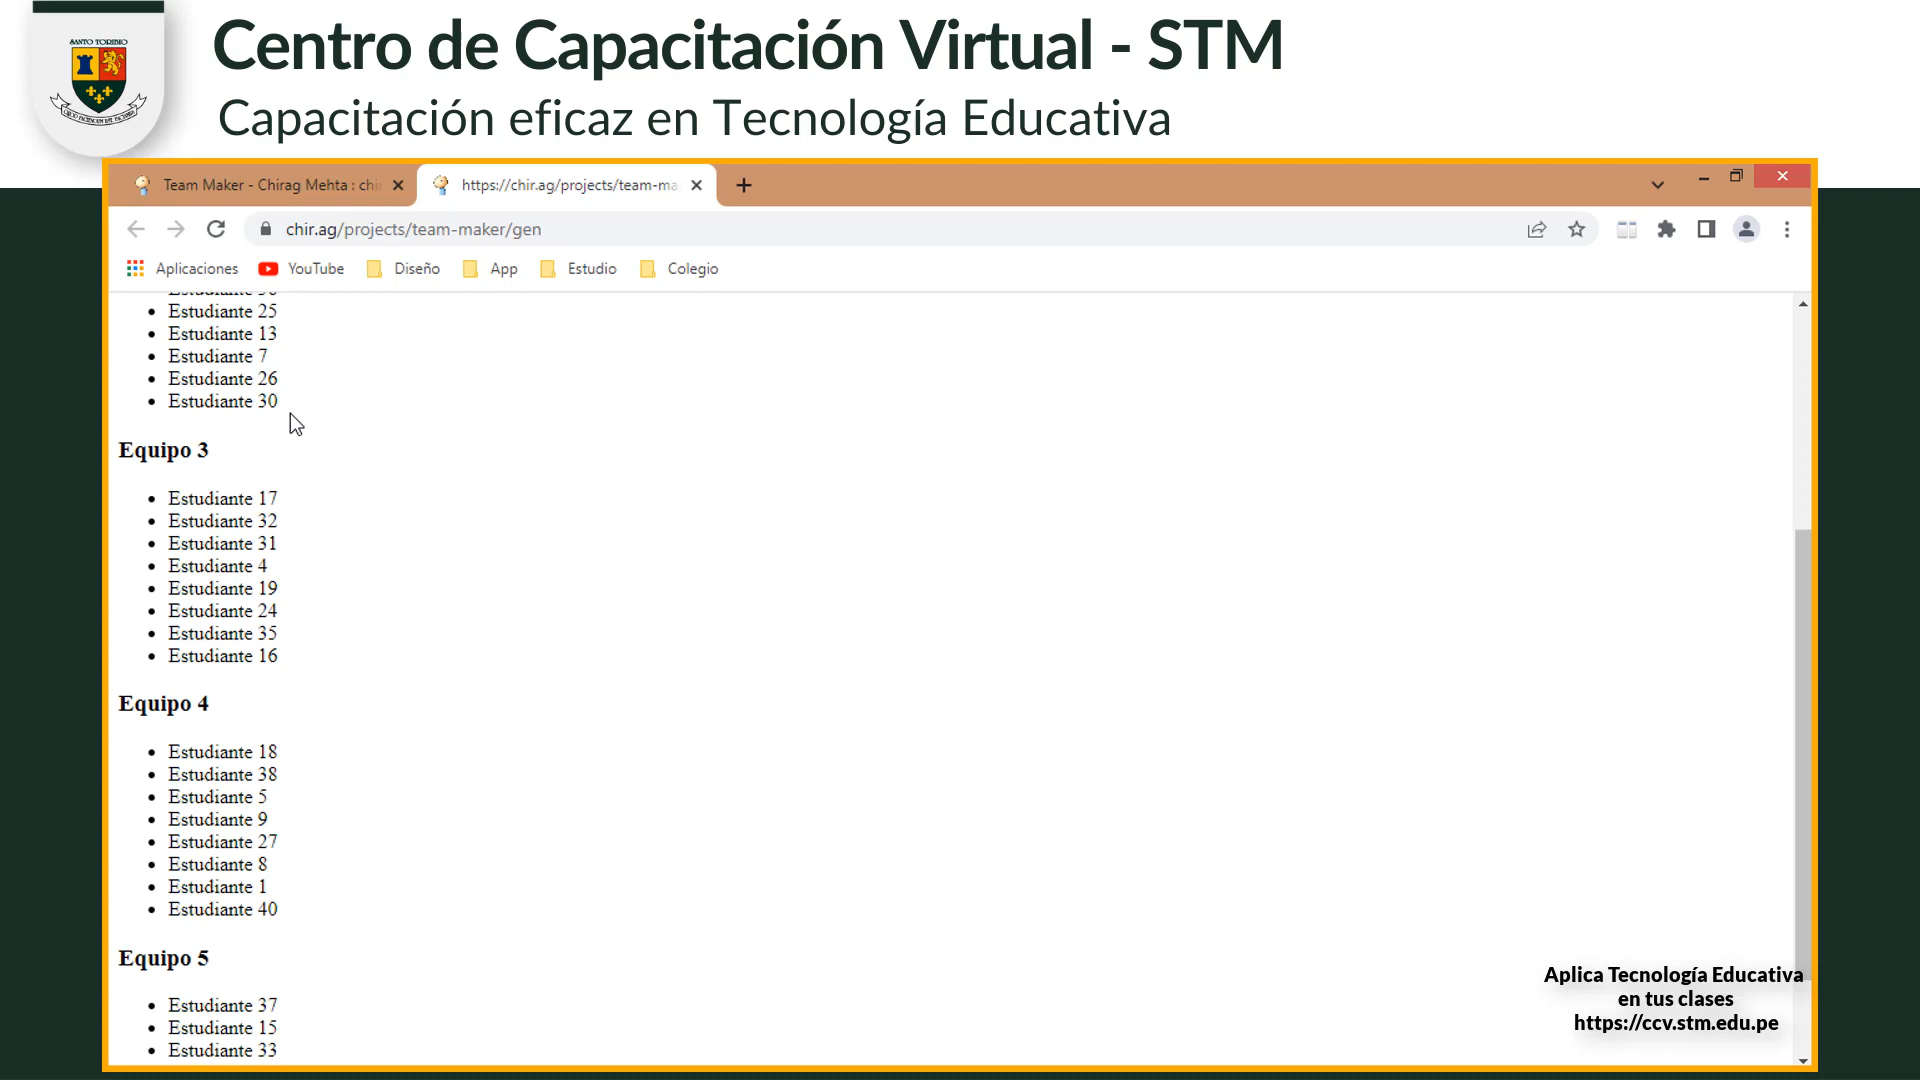 SANTO TORIBIO
Centro de Capacitación Virtual - STM
Capacitación eficaz en Tecnología Educativa
Team Maker - Chirag Mehta : chi
https://chir.ag/projects/team-ma
chir.ag/projects/team-maker/gen
Aplicaciones YouTube Diseño App Estudio Colegio
Estudiante 25
Estudiante 13
Estudiante 7
Estudiante 26
Estudiante 30
Equipo 3
Estudiante 17
Estudiante 32
Estudiante 31
Estudiante 4
Estudiante 19
Estudiante 24
Estudiante 35
Estudiante 16
Equipo 4
Estudiante 18
Estudiante 38
Estudiante 5
Estudiante 9
Estudiante 27
Estudiante 8
Estudiante 1
Estudiante 40
Equipo 5
Estudiante 37
Estudiante 15
Estudiante 33
Aplica Tecnología Educativa
en tus clases
https://ccv.stm.edu.pe